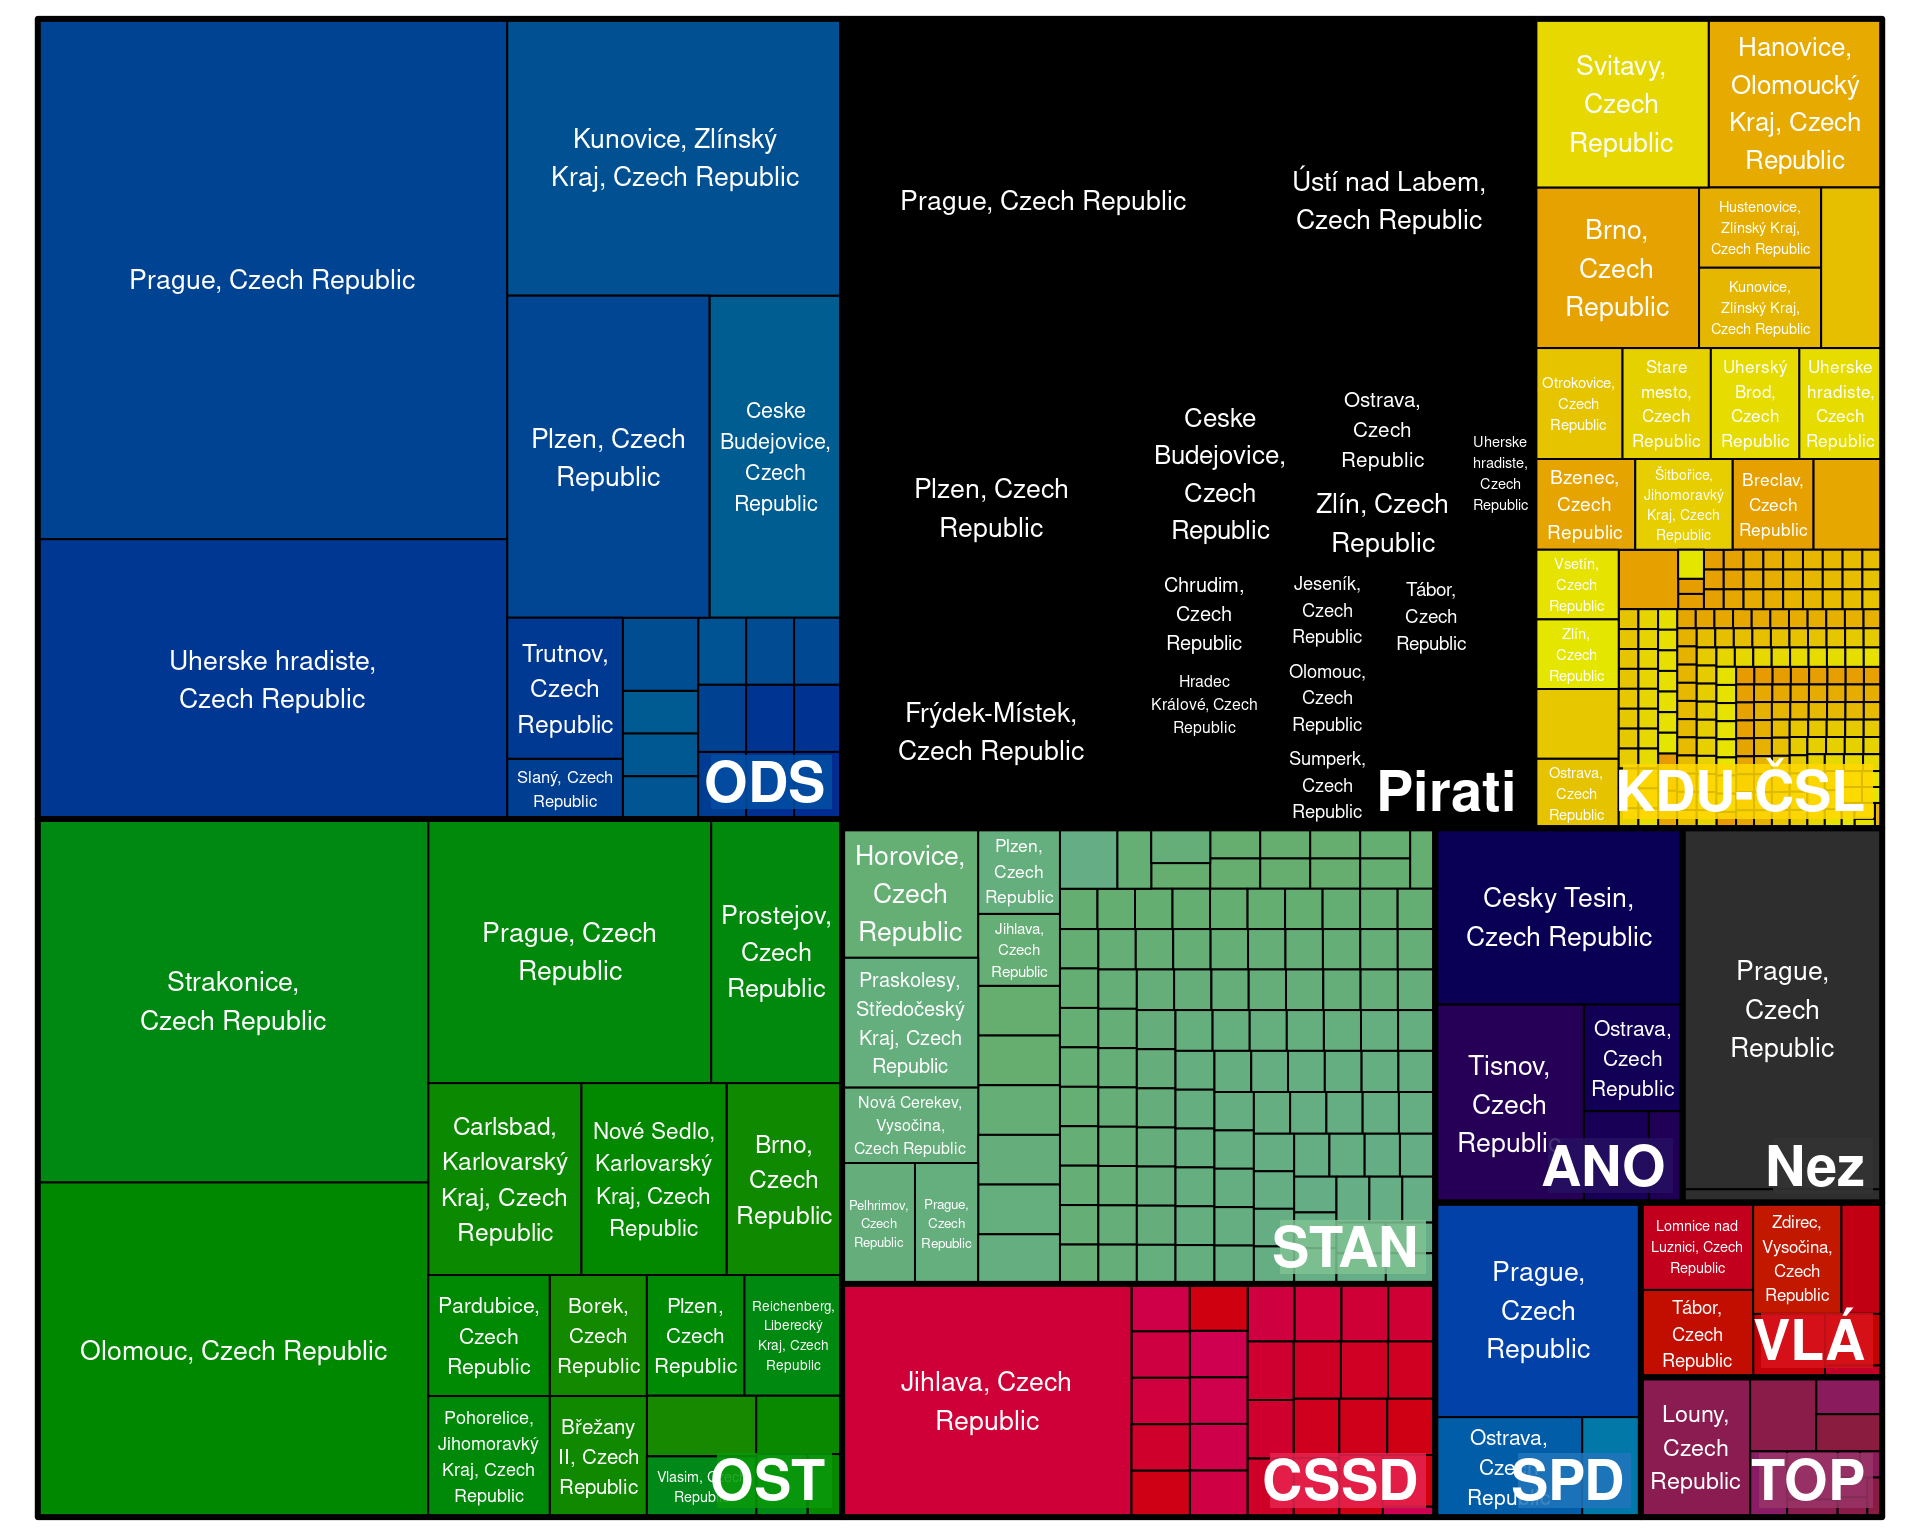 Prague, Czech Republic
Kunovice, Zlínský
Kraj, Czech Republic
Plzen, Czech
Republic
Ceske
Budejovice,
Czech
Republic
Uherske hradiste,
Czech Republic
Trutnov,
Czech
Republic
Slaný, Czech
Republic
ODS
Prague, Czech Republic
Ústí nad Labem,
Czech Republic
Plzen, Czech
Republic
Ceske
Budejovice,
Czech
Republic
Ostrava,
Czech
Republic
Zlín, Czech
Republic
Uherske
hradiste,
Czech
Republic
Frýdek-Místek,
Czech Republic
Chrudim,
Czech
Republic
Jeseník,
Czech
Republic
Tábor,
Czech
Republic
Hradec
Králové, Czech
Republic
Olomouc,
Czech
Republic
Sumperk,
Czech
Republic
Pirati
Svitavy,
Czech
Republic
Hanovice,
Olomoucký
Kraj, Czech
Republic
Brno,
Czech
Republic
Hustenovice,
Zlínský Kraj,
Czech Republic
Kunovice,
Zlínský Kraj,
Czech Republic
Otrokovice,
Czech
Republic
Stare
mesto,
Czech
Republic
Uherský
Brod,
Czech
Republic
Uherske
hradiste,
Czech
Republic
Bzenec,
Czech
Republic
Šitbořice,
Jihomoravký
Kraj, Czech
Republic
Breclav,
Czech
Republic
Vsetín,
Czech
Republic
Zlín,
Czech
Republic
Ostrava,
Czech
Republic
KDU-ČSL
Strakonice,
Czech Republic
Prague, Czech
Republic
Prostejov,
Czech
Republic
Olomouc, Czech Republic
Carlsbad,
Karlovarský
Kraj, Czech
Republic
Nové Sedlo,
Karlovarský
Kraj, Czech
Republic
Brno,
Czech
Republic
Pardubice,
Czech
Republic
Borek,
Czech
Republic
Plzen,
Czech
Republic
Reichenberg,
Liberecký
Kraj, Czech
Republic
Pohorelice,
Jihomoravký
Kraj, Czech
Republic
Břežany
II, Czech
Republic
Vlasim, Czech
Republic
OST
Horovice,
Czech
Republic
Plzen,
Czech
Republic
Jihlava,
Czech
Republic
Praskolesy,
Středočeský
Kraj, Czech
Republic
Nová Cerekev,
Vysočina,
Czech Republic
Pelhrimov,
Czech
Republic
Prague,
Czech
Republic
STAN
Jihlava, Czech
Republic
CSSD
Cesky Tesin,
Czech Republic
Tisnov,
Czech
Republic
Ostrava,
Czech
Republic
ANO
Prague,
Czech
Republic
Nez
Prague,
Czech
Republic
Ostrava,
Czech
Republic
SPD
Lomnice nad
Luznici, Czech
Republic
Zdirec,
Vysočina,
Czech
Republic
Tábor,
Czech
Republic
VLÁ
Louny,
Czech
Republic
TOP